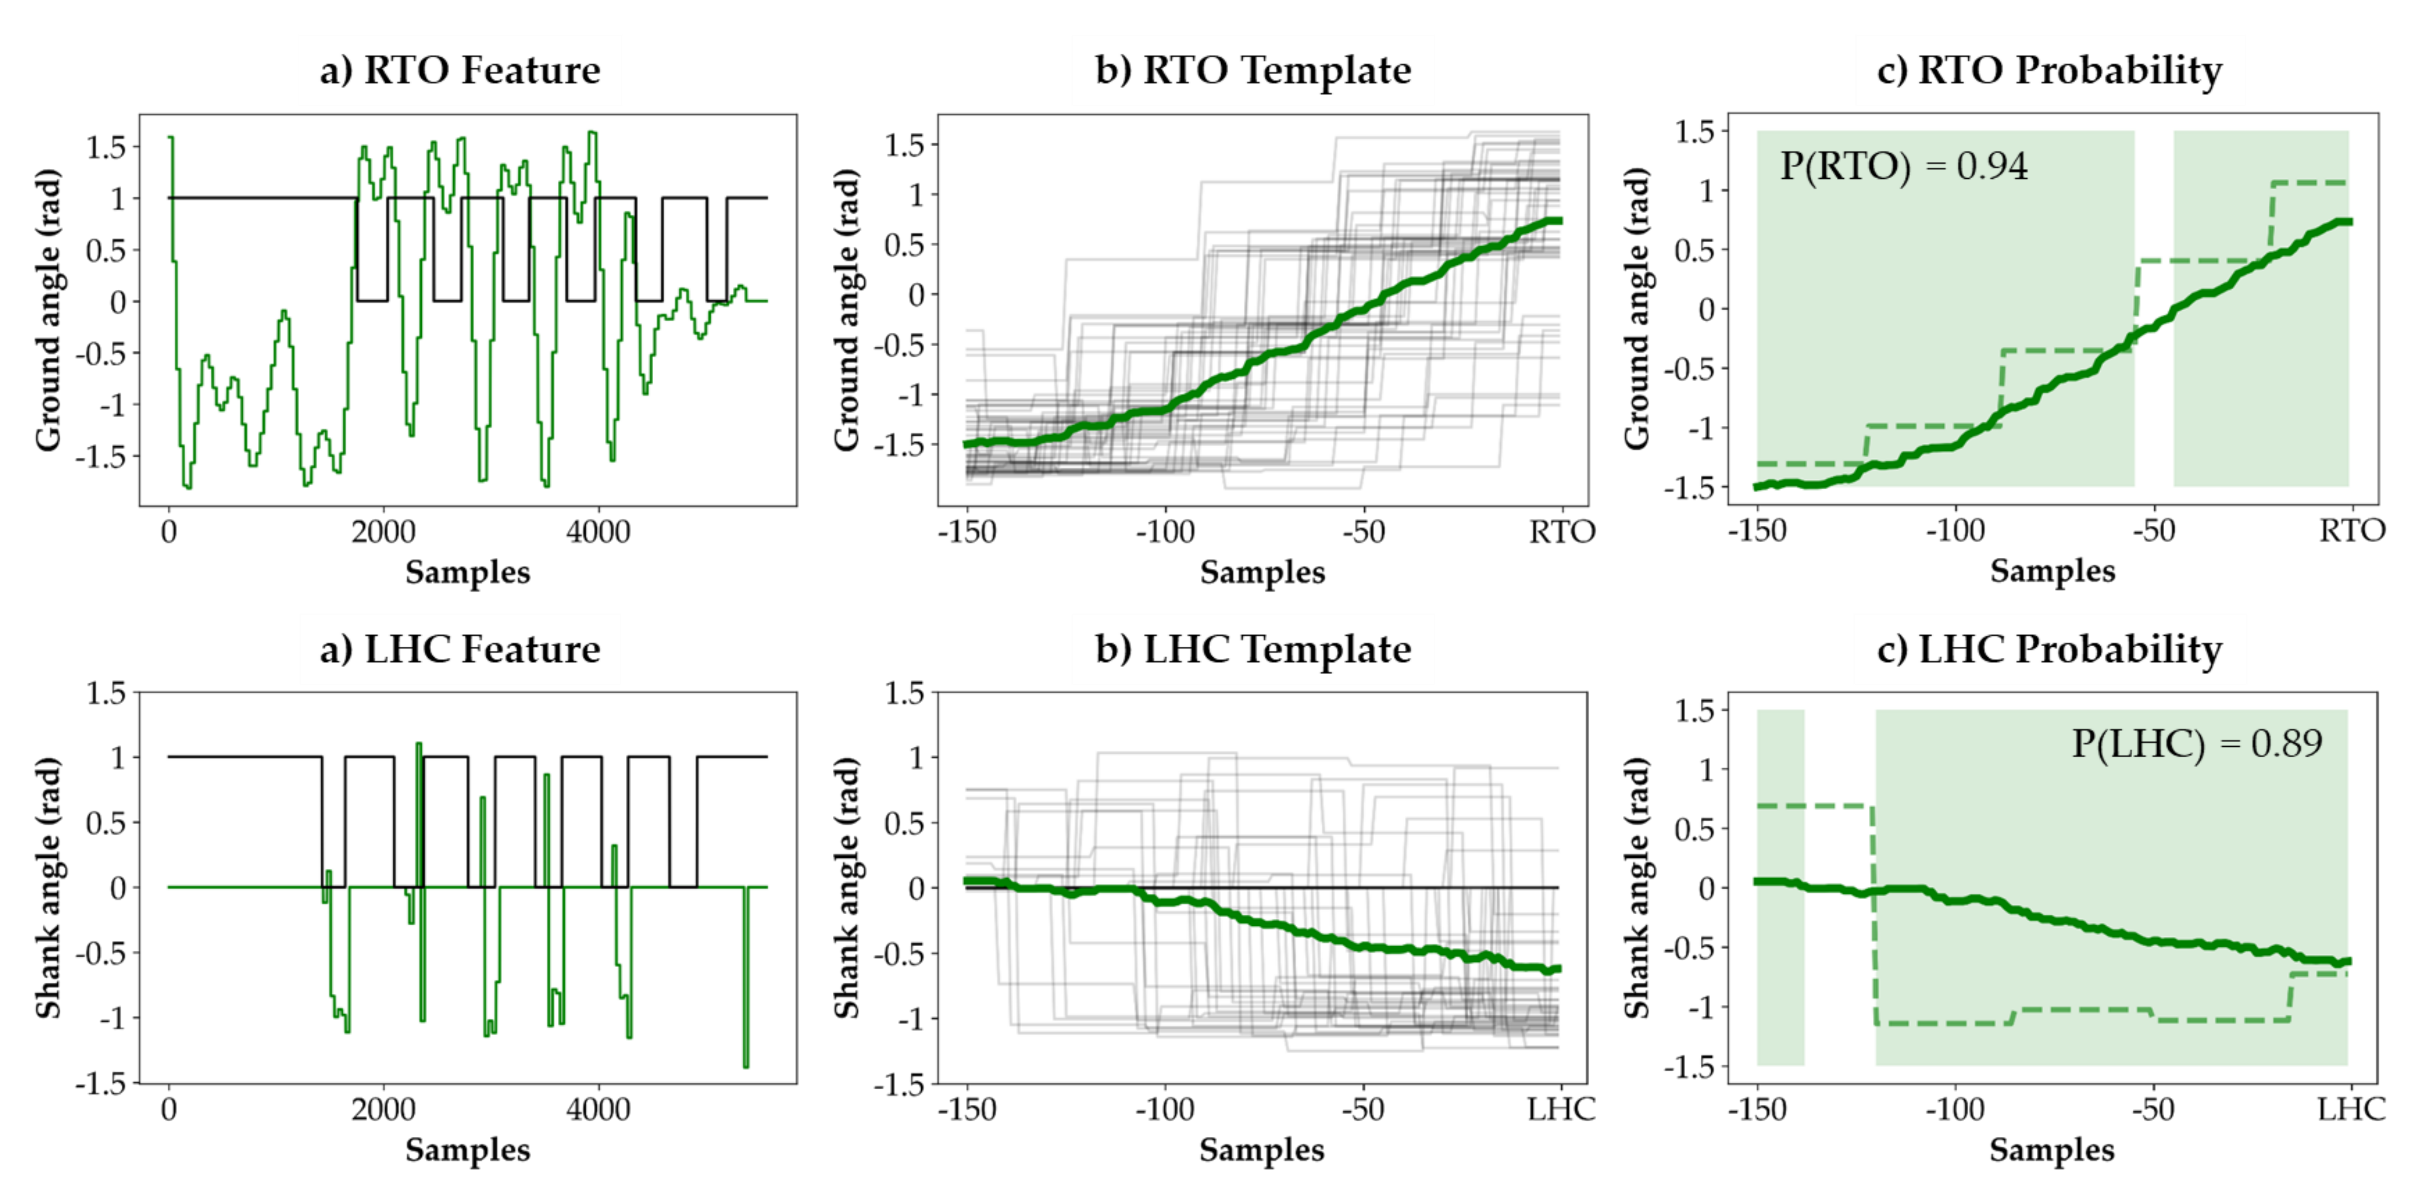 a) RTO Feature
Ground angle (rad)
1.5
1
0.5
0
-0.5
-1
-1.5
0 2000 4000
Samples
b) RTO Template
Ground angle (rad)
1.5
1
0.5
0
-0.5
-1
-1.5
-150 -100 -50 RTO
Samples
c) RTO Probability
Ground angle (rad)
1.5
1
0.5
0
-0.5
-1
-1.5
P(RTO) = 0.94
-150 -100 -50 RTO
Samples
a) LHC Feature
Shank angle (rad)
1.5
1
0.5
0
-0.5
-1
-1.5
0 2000 4000
Samples
b) LHC Template
Shank angle (rad)
1.5
1
0.5
0
-0.5
-1
-1.5
-150 -100 -50 LHC
Samples
c) LHC Probability
Shank angle (rad)
1.5
1
0.5
0
-0.5
-1
-1.5
P(LHC) = 0.89
-150 -100 -50 LHC
Samples